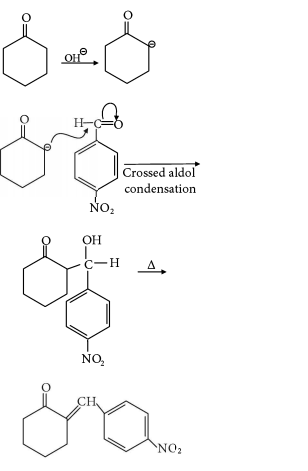 O
O
OH⊖
⊖
O
⊖
H—C=O
Crossed aldol
condensation
NO₂
O
OH
C—H
Δ
NO₂
O
CH
NO₂